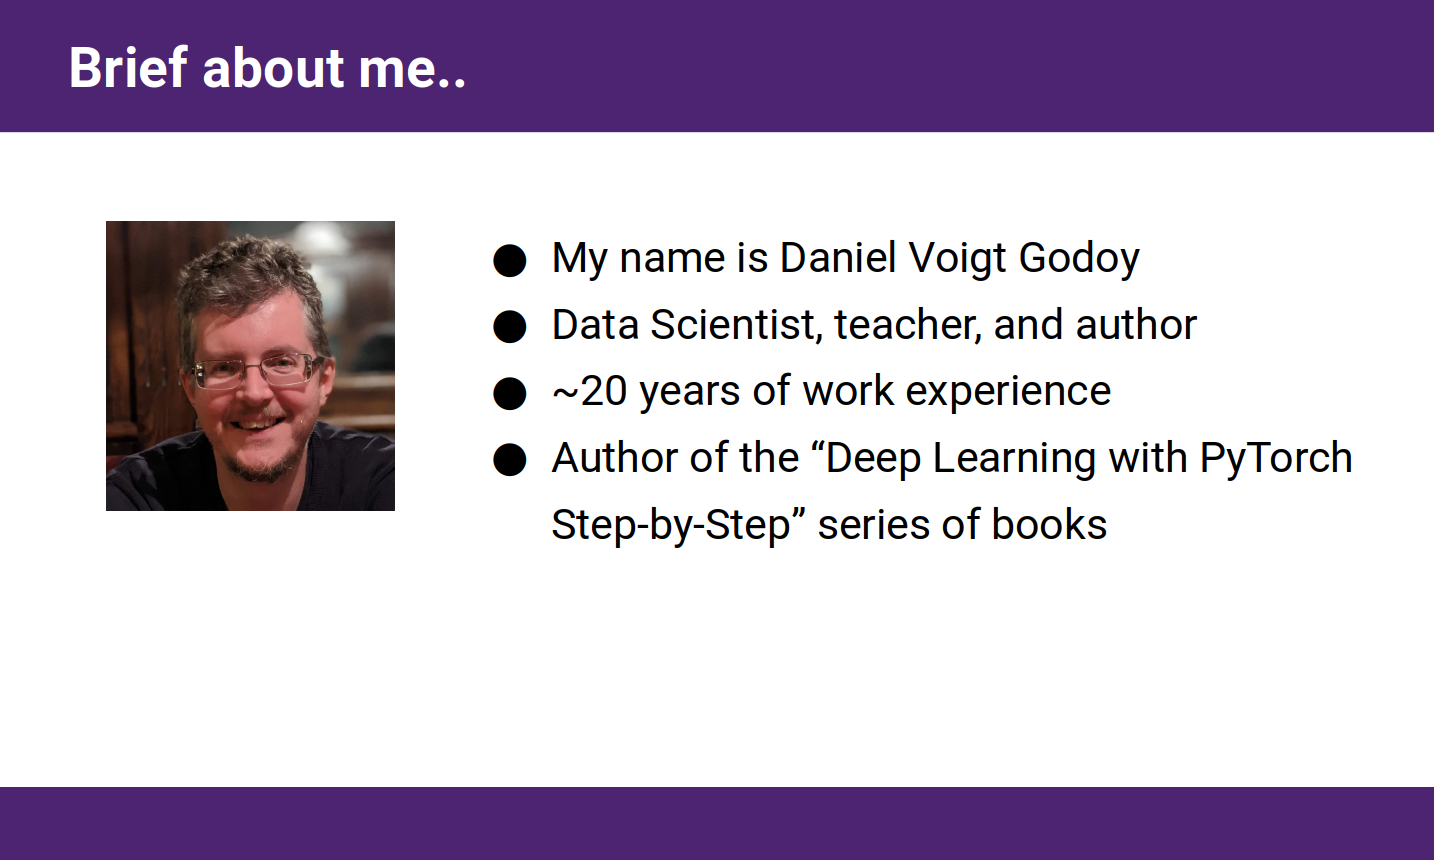 Brief about me..
● My name is Daniel Voigt Godoy
● Data Scientist, teacher, and author
● ~20 years of work experience
● Author of the “Deep Learning with PyTorch
Step-by-Step” series of books